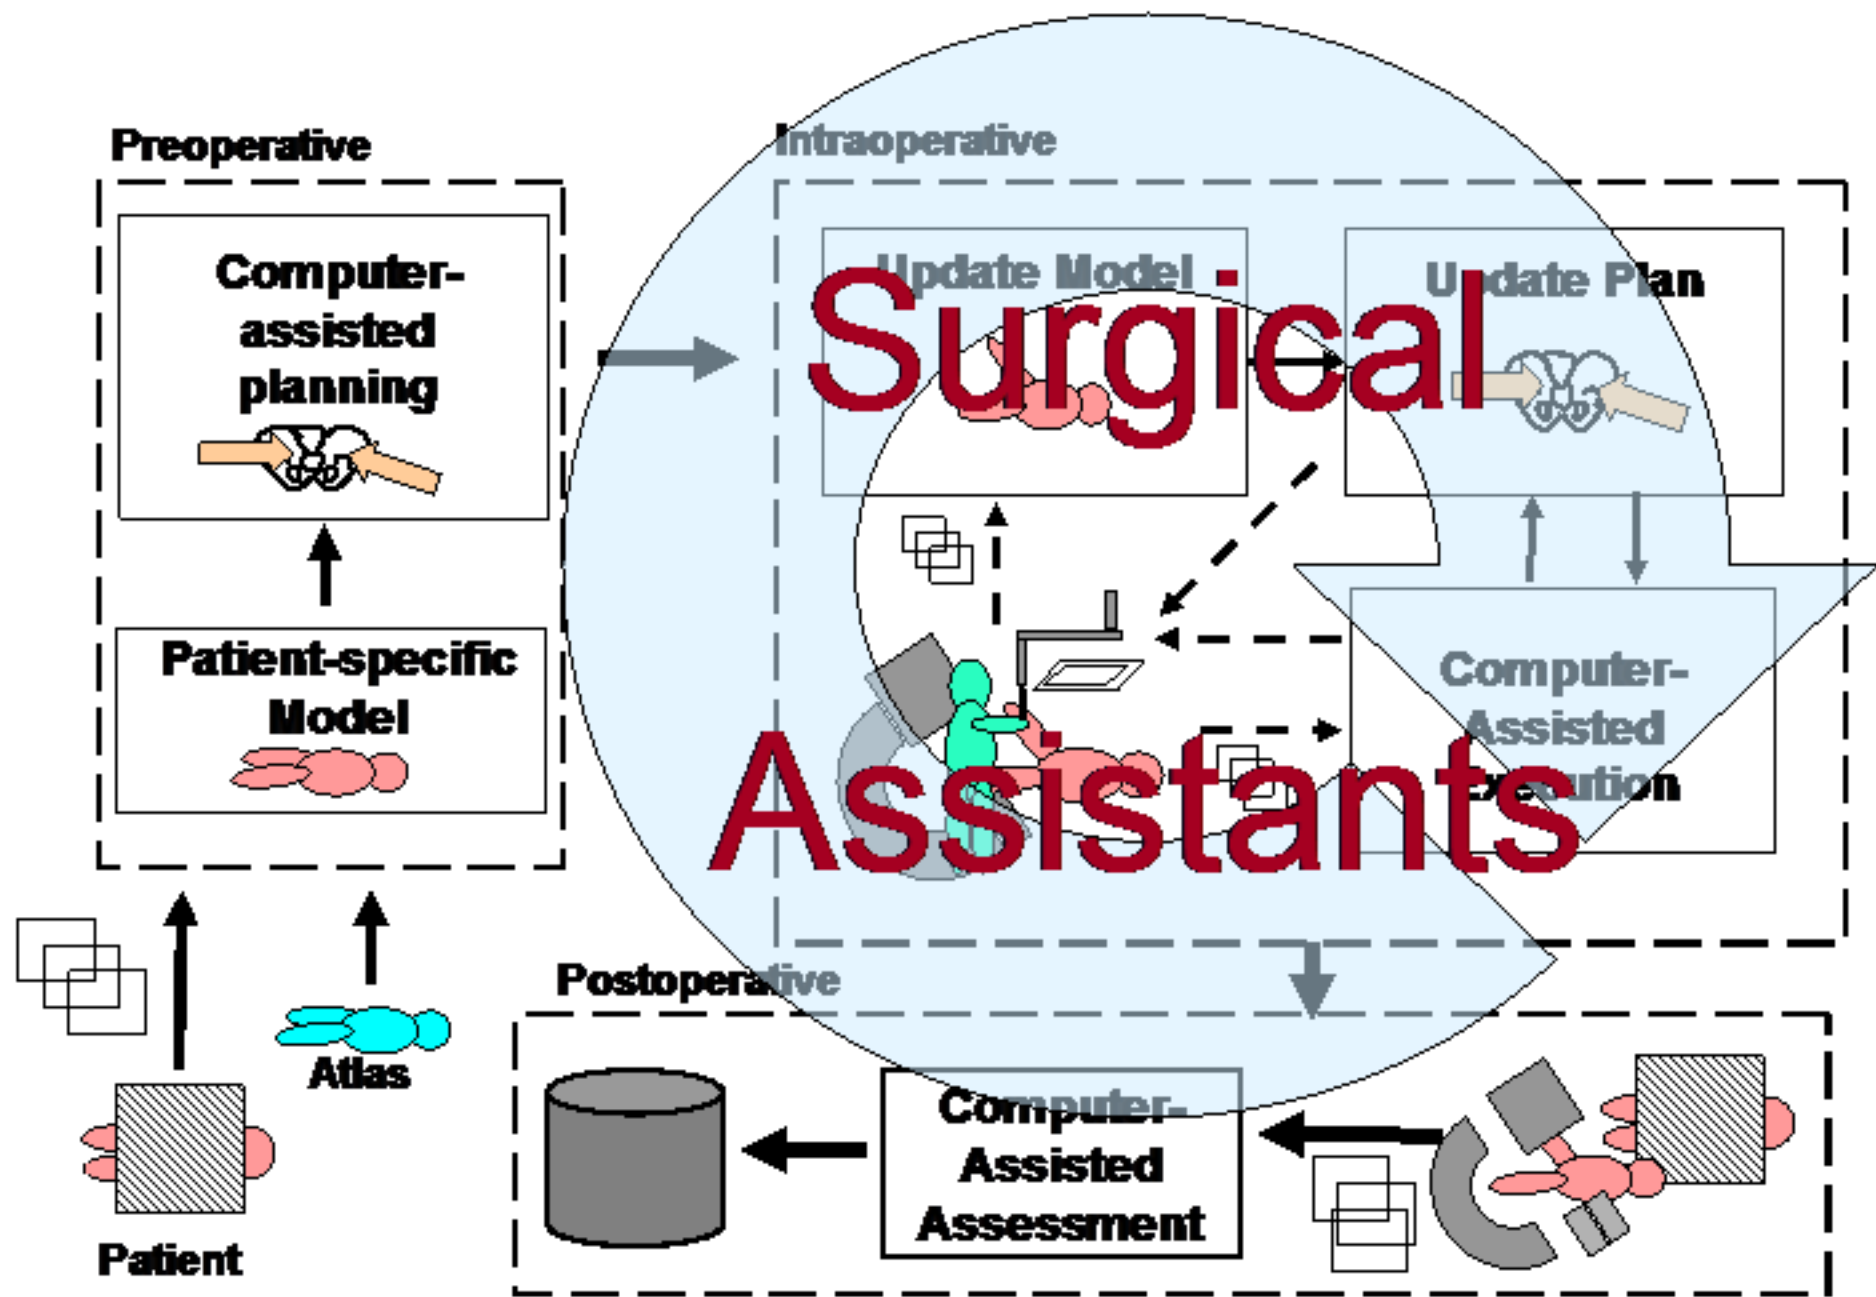 Preoperative
Computer-
assisted
planning
Patient-specific
Model
Atlas
Patient
Intraoperative
Update Model
Update Plan
Surgical
Assistants
Computer-
Assisted
Execution
Postoperative
Computer-
Assisted
Assessment